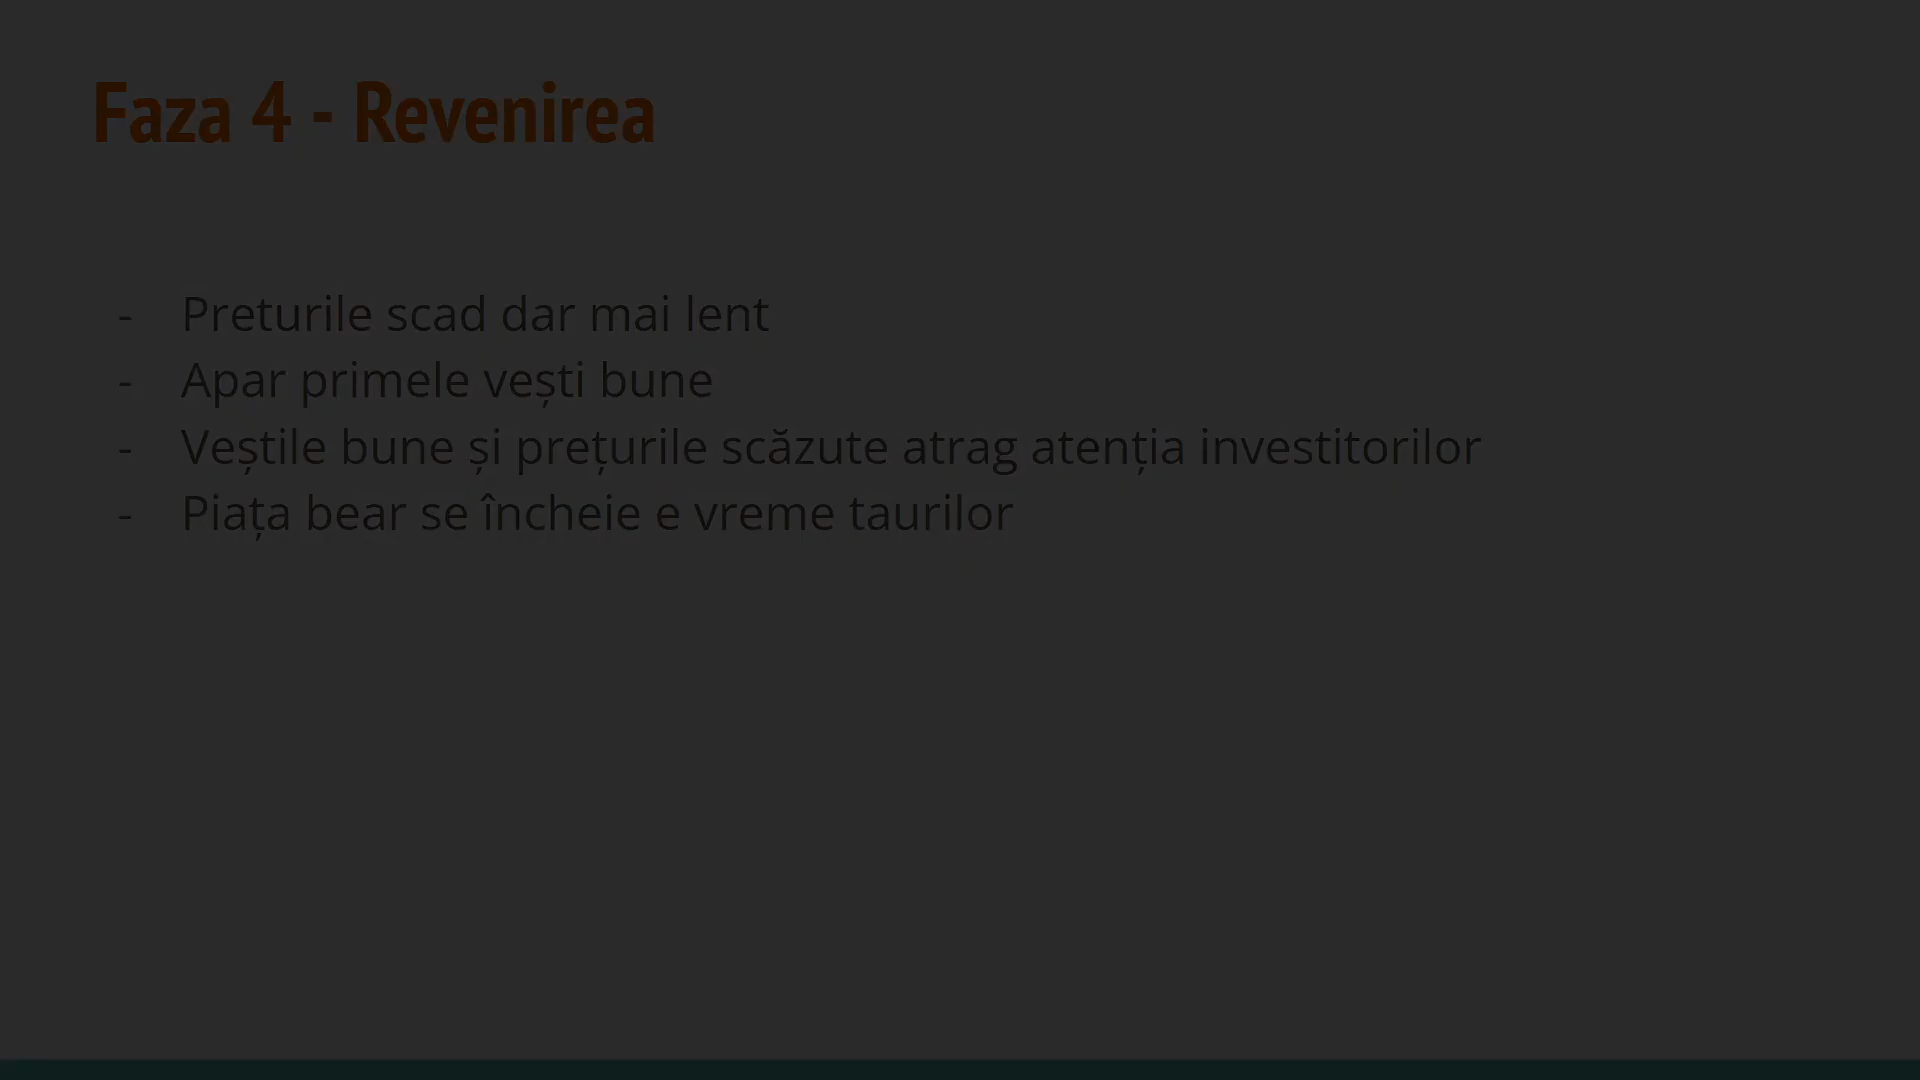 Faza 4 - Revenirea
- Preturile scad dar mai lent
- Apar primele vești bune
- Veștile bune și prețurile scăzute atrag atenția investitorilor
- Piața bear se încheie e vreme taurilor